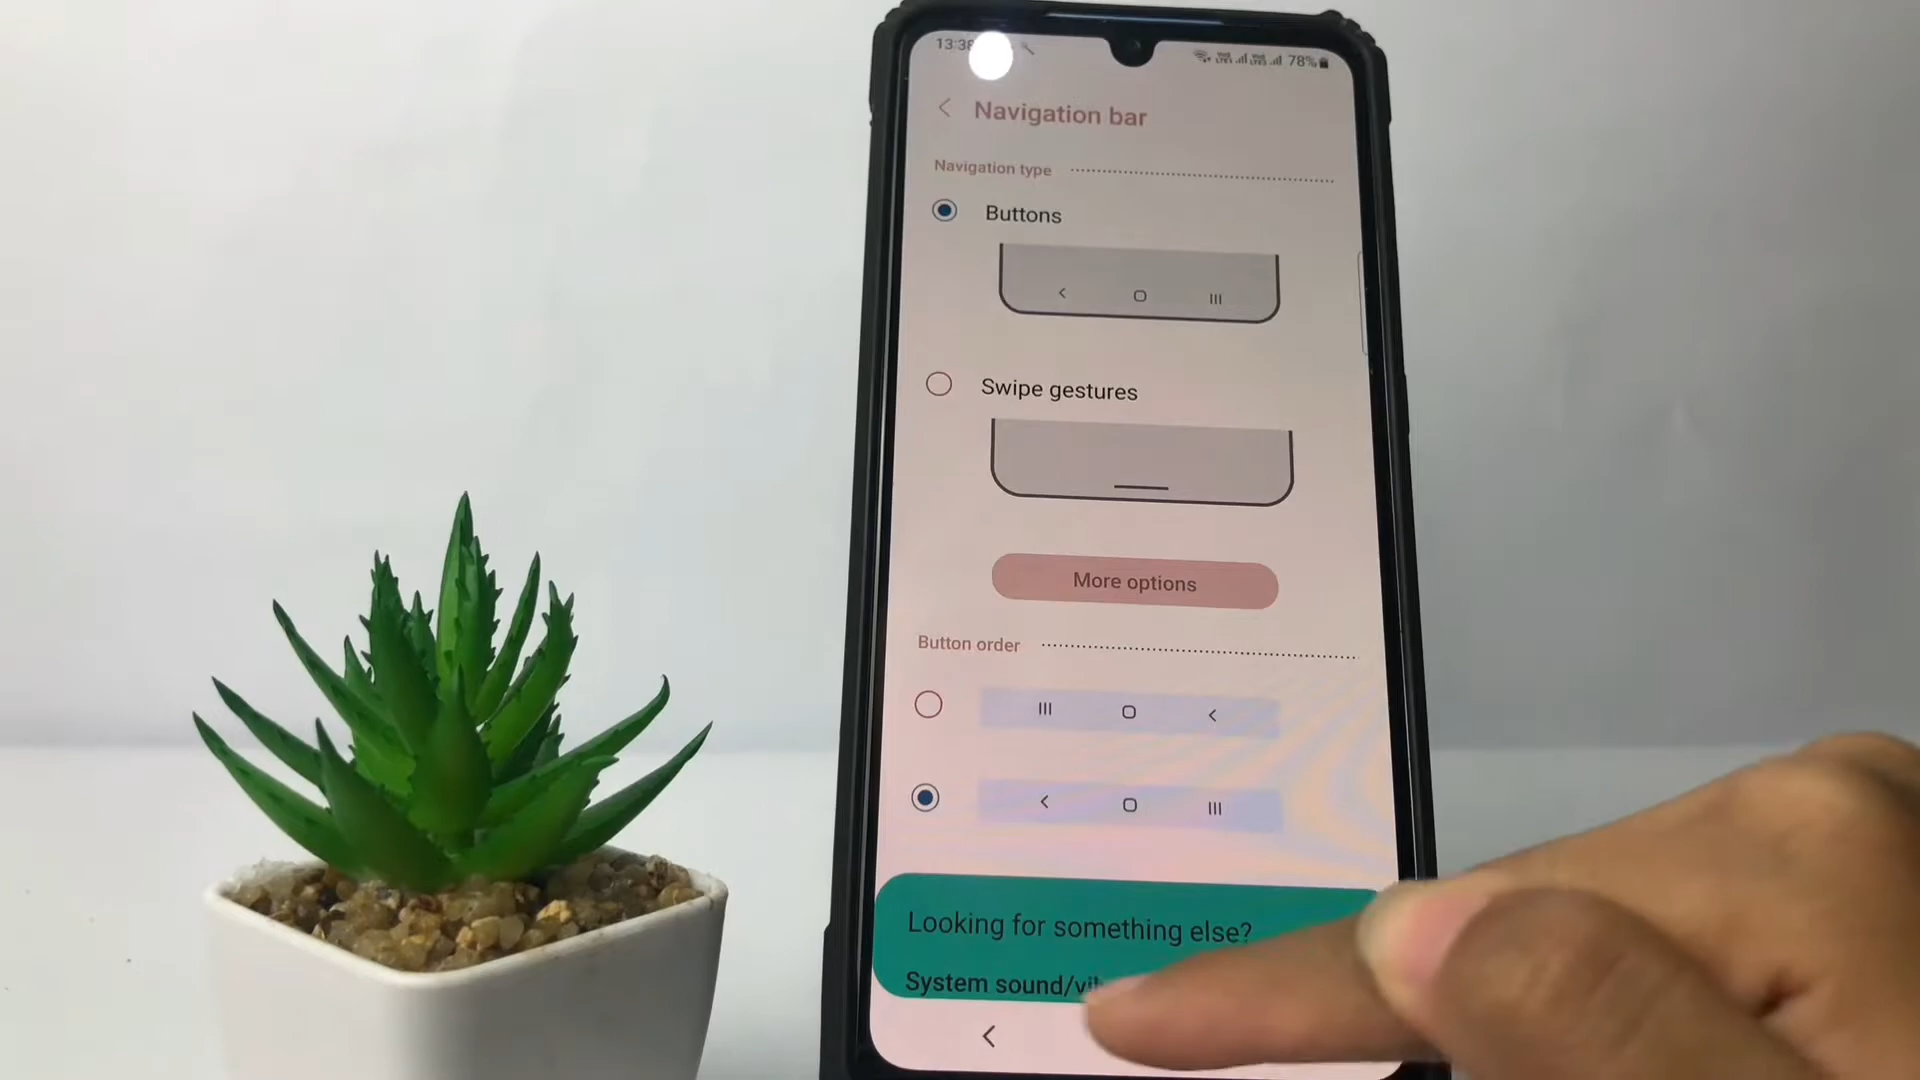 13:38
78%
Navigation bar
Navigation type
Buttons
Swipe gestures
More options
Button order
Looking for something else?
System sound/